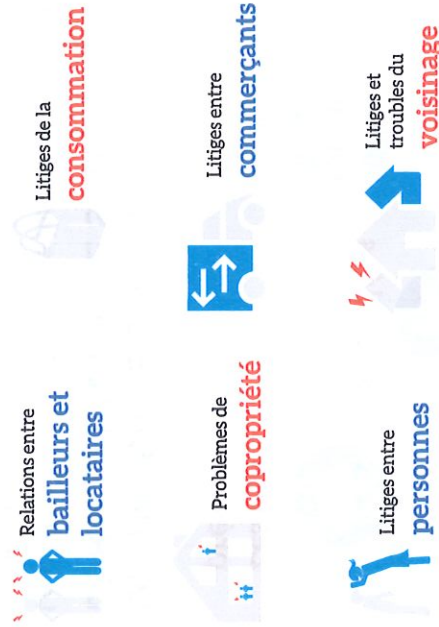 Relations entre
bailleurs et
locataires
Litiges de la
consommation
Problèmes de
copropriété
Litiges entre
commerçants
Litiges entre
personnes
Litiges et
troubles du
voisinage